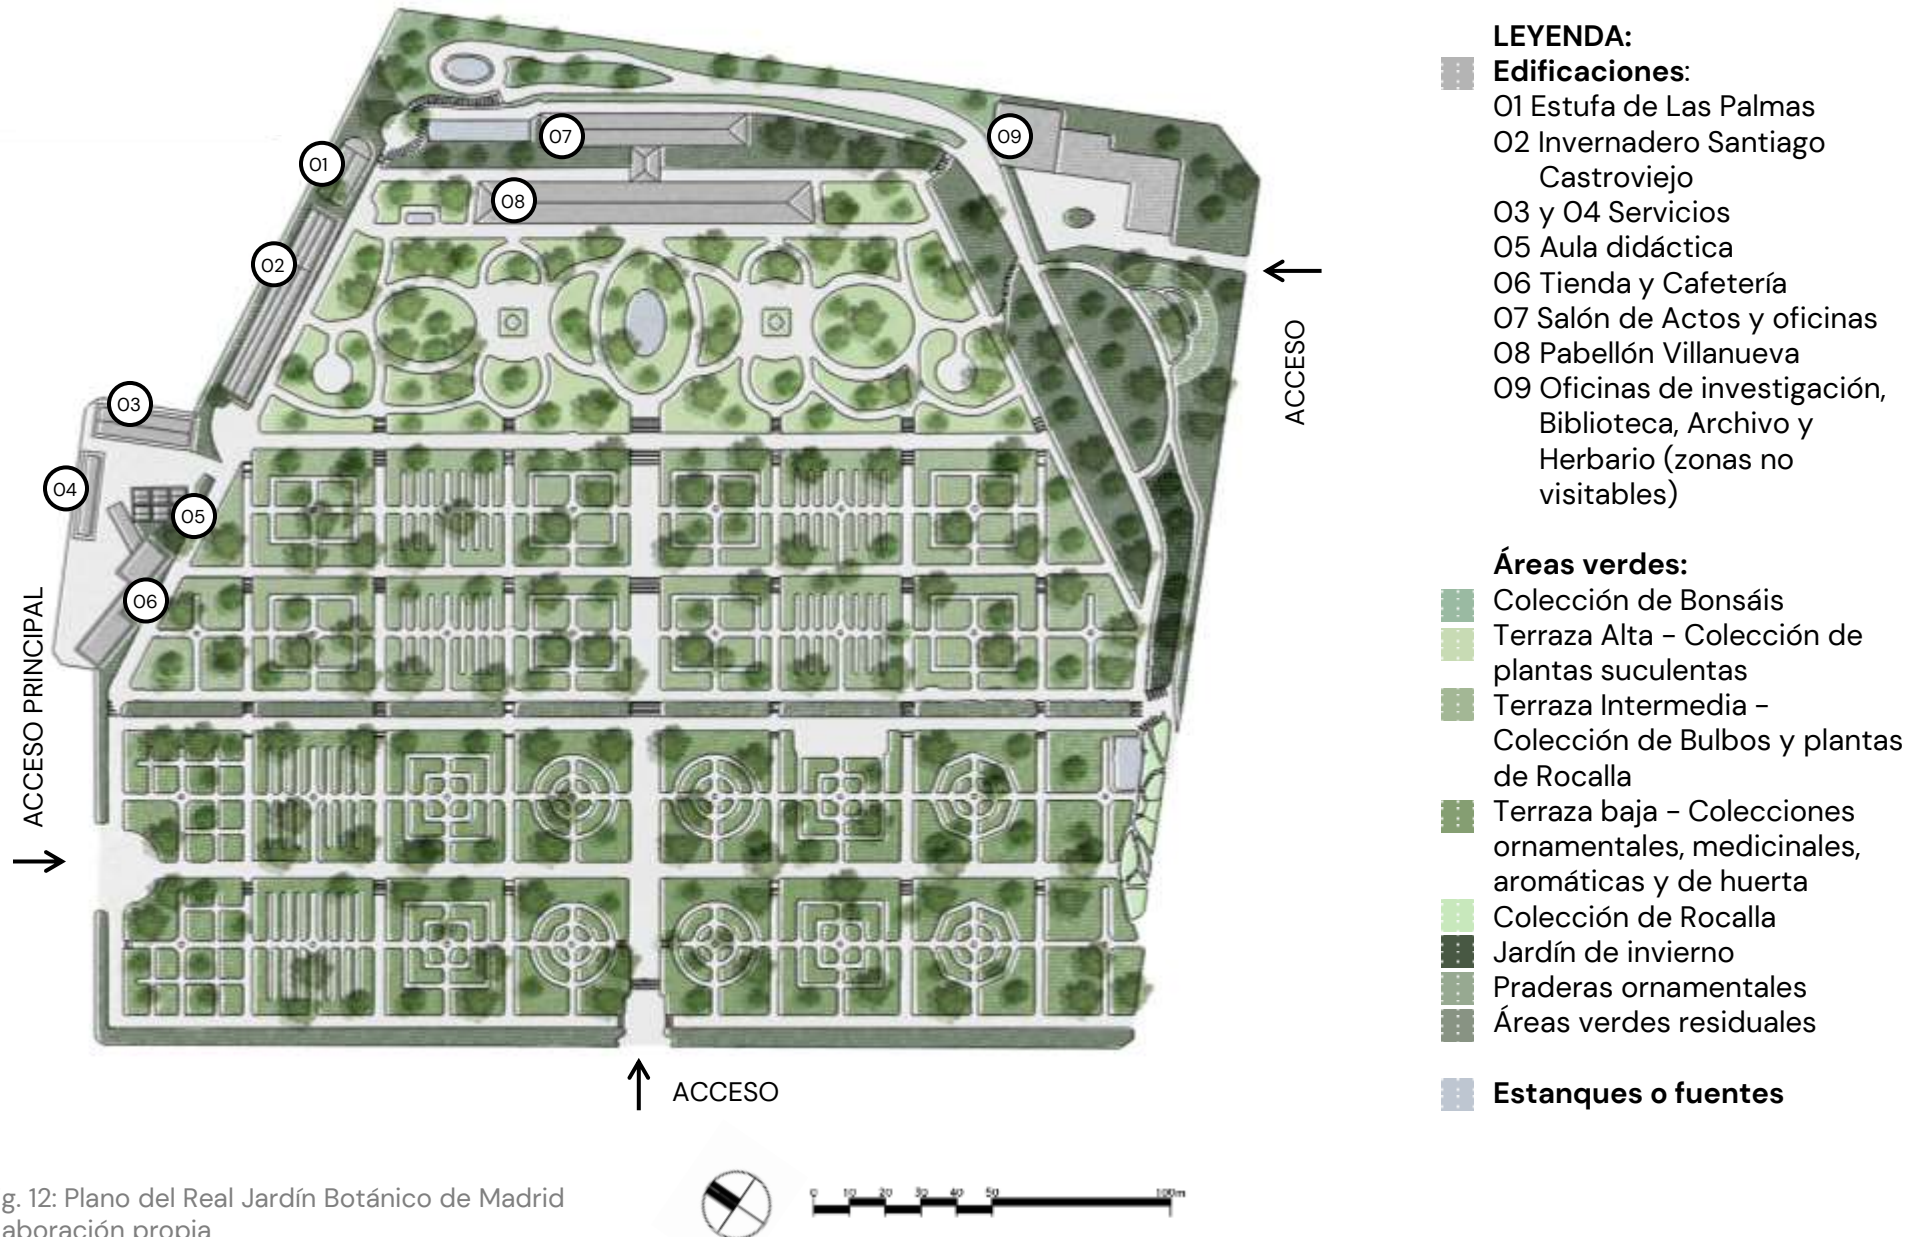 LEYENDA:
Edificaciones:
01 Estufa de Las Palmas
02 Invernadero Santiago
Castroviejo
03 y 04 Servicios
05 Aula didáctica
06 Tienda y Cafetería
07 Salón de Actos y oficinas
08 Pabellón Villanueva
09 Oficinas de investigación,
Biblioteca, Archivo y
Herbario (zonas no
visitables)
Áreas verdes:
Colección de Bonsáis
Terraza Alta – Colección de
plantas suculentas
Terraza Intermedia –
Colección de Bulbos y plantas
de Rocalla
Terraza baja – Colecciones
ornamentales, medicinales,
aromáticas y de huerta
Colección de Rocalla
Jardín de invierno
Praderas ornamentales
Áreas verdes residuales
Estanques o fuentes
01
02
03
04
05
06
07
08
09
ACCESO
ACCESO PRINCIPAL
ACCESO
0 10 20 30 40 50 100m
g. 12: Plano del Real Jardín Botánico de Madrid
aboración propia